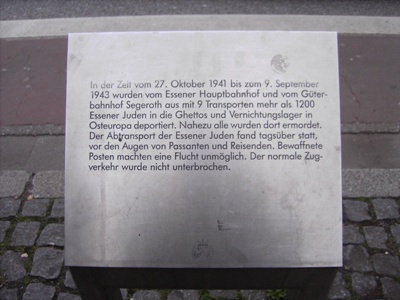 In der Zeit vom 27. Oktober 1941 bis zum 9. September
1943 wurden vom Essener Hauptbahnhof und vom Güter-
bahnhof Segeroth aus mit 9 Transporten mehr als 1200
Essener Juden in die Ghettos und Vernichtungslager in
Osteuropa deportiert. Nahezu alle wurden dort ermordet.
Der Abtransport der Essener Juden fand tagsüber statt,
vor den Augen von Passanten und Reisenden. Bewaffnete
Posten machten eine Flucht unmöglich. Der normale Zug-
verkehr wurde nicht unterbrochen.